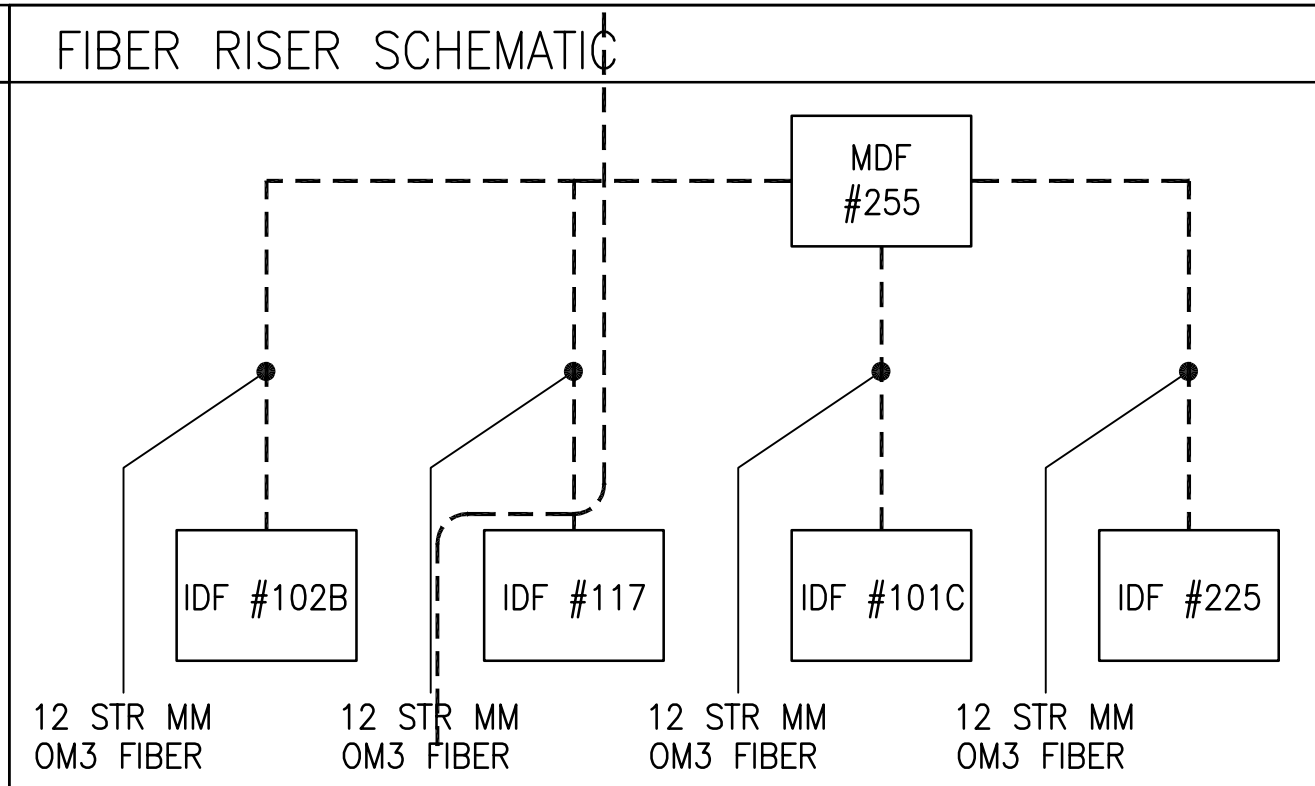 FIBER RISER SCHEMATIC
MDF
#255
IDF #102B
IDF #117
IDF #101C
IDF #225
12 STR MM
OM3 FIBER
12 STR MM
OM3 FIBER
12 STR MM
OM3 FIBER
12 STR MM
OM3 FIBER